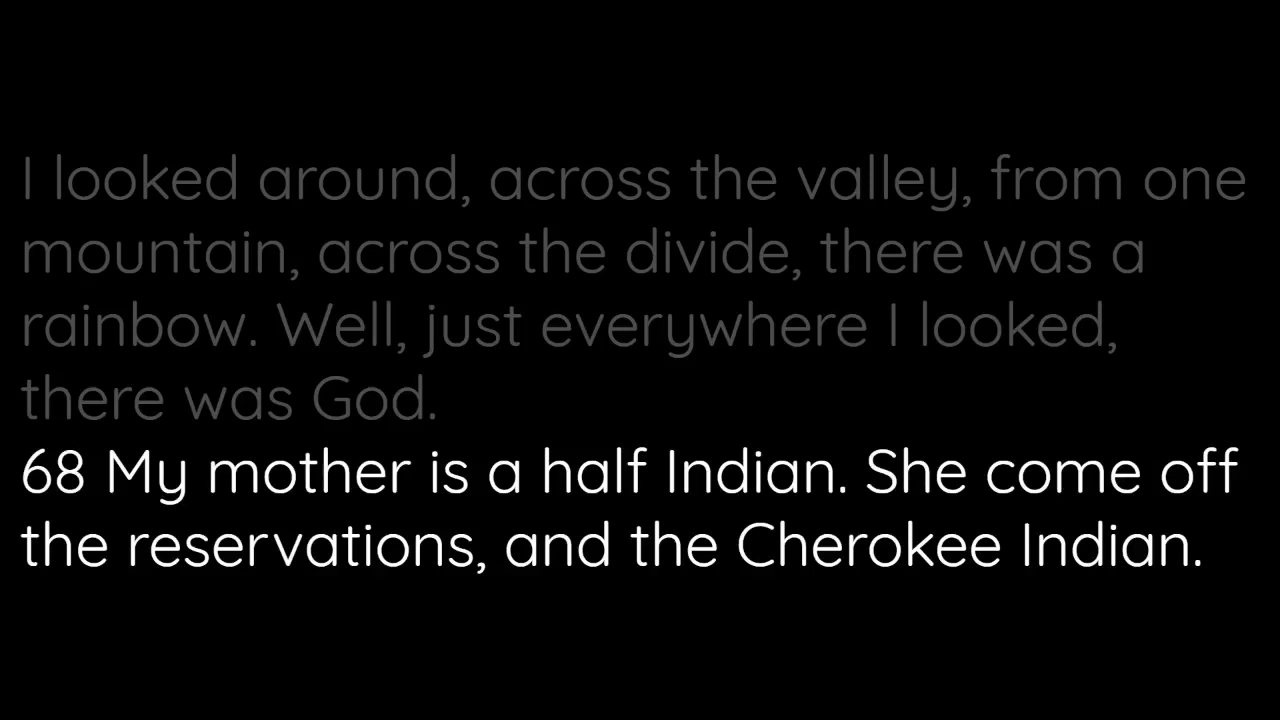 I looked around, across the valley, from one
mountain, across the divide, there was a
rainbow. Well, just everywhere I looked,
there was God.
68 My mother is a half Indian. She come off
the reservations, and the Cherokee Indian.